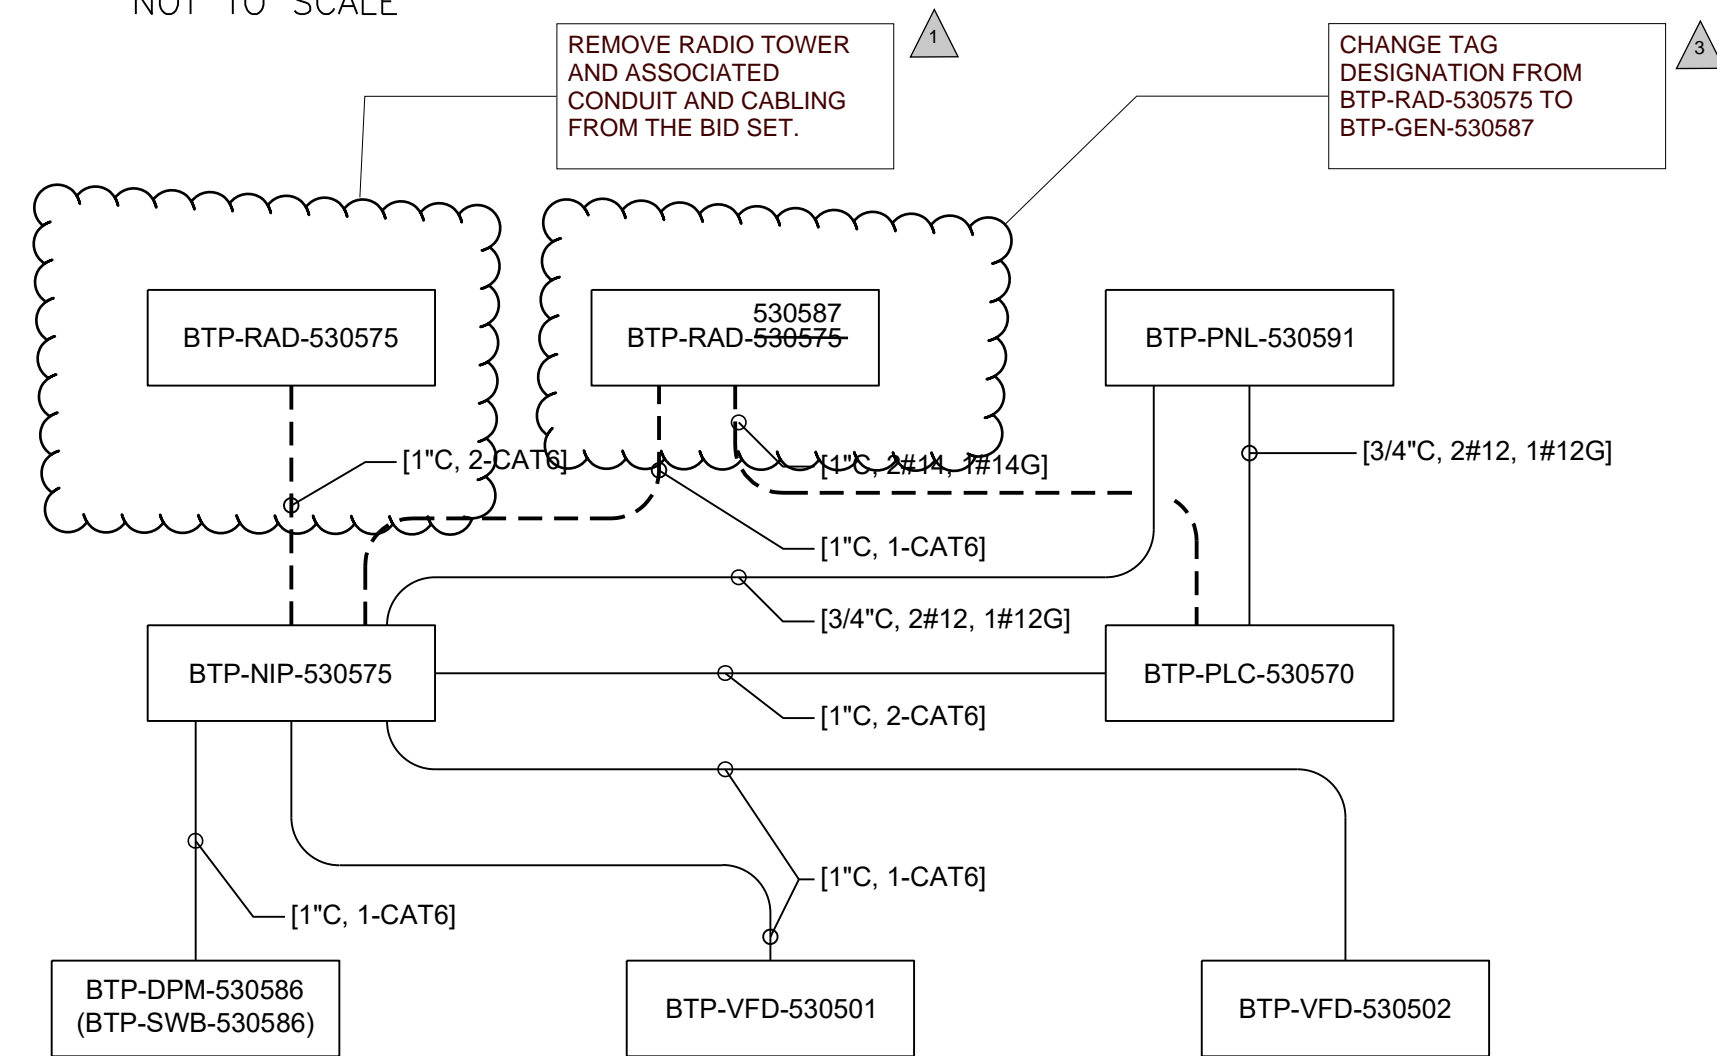 NOT TO SCALE
REMOVE RADIO TOWER
AND ASSOCIATED
CONDUIT AND CABLING
FROM THE BID SET.
1
CHANGE TAG
DESIGNATION FROM
BTP-RAD-530575 TO
BTP-GEN-530587
3
BTP-RAD-530575
530587
BTP-RAD-530575
BTP-PNL-530591
[1"C, 2-CAT6]
[1"C, 2#14, 1#14G]
[3/4"C, 2#12, 1#12G]
[1"C, 1-CAT6]
[3/4"C, 2#12, 1#12G]
BTP-NIP-530575
BTP-PLC-530570
[1"C, 2-CAT6]
[1"C, 1-CAT6]
[1"C, 1-CAT6]
BTP-DPM-530586
(BTP-SWB-530586)
BTP-VFD-530501
BTP-VFD-530502